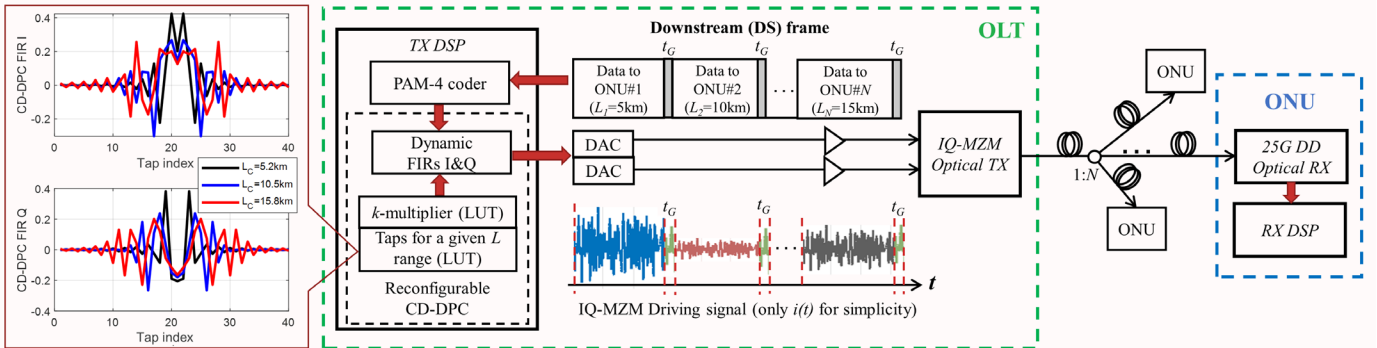 CD-DPC FIR I
0.4
0.2
0
-0.2
0
10
20
30
40
Tap index
L_C=5.2km
L_C=10.5km
L_C=15.8km
CD-DPC FIR Q
0.4
0.2
0
-0.2
-0.4
0
10
20
30
40
Tap index
TX DSP
PAM-4 coder
Dynamic
FIRs I&Q
k-multiplier (LUT)
Taps for a given L
range (LUT)
Reconfigurable
CD-DPC
Downstream (DS) frame
OLT
t_G
t_G
t_G
Data to
ONU#1
(L_1=5km)
Data to
ONU#2
(L_2=10km)
· · ·
Data to
ONU#N
(L_N=15km)
DAC
DAC
IQ-MZM
Optical TX
t_G
t_G
t_G
· · · ·
t
IQ-MZM Driving signal (only i(t) for simplicity)
1:N
ONU
· · ·
ONU
ONU
25G DD
Optical RX
RX DSP